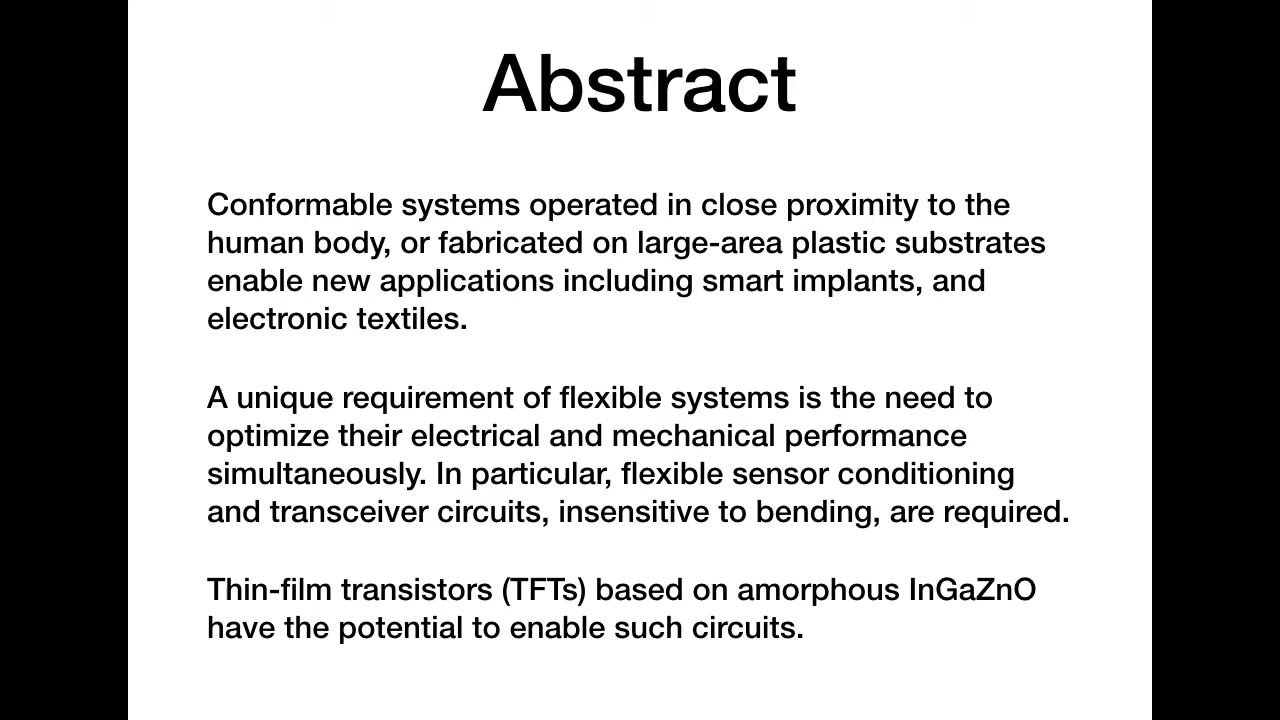 Abstract
Conformable systems operated in close proximity to the
human body, or fabricated on large-area plastic substrates
enable new applications including smart implants, and
electronic textiles.
A unique requirement of flexible systems is the need to
optimize their electrical and mechanical performance
simultaneously. In particular, flexible sensor conditioning
and transceiver circuits, insensitive to bending, are required.
Thin-film transistors (TFTs) based on amorphous InGaZnO
have the potential to enable such circuits.